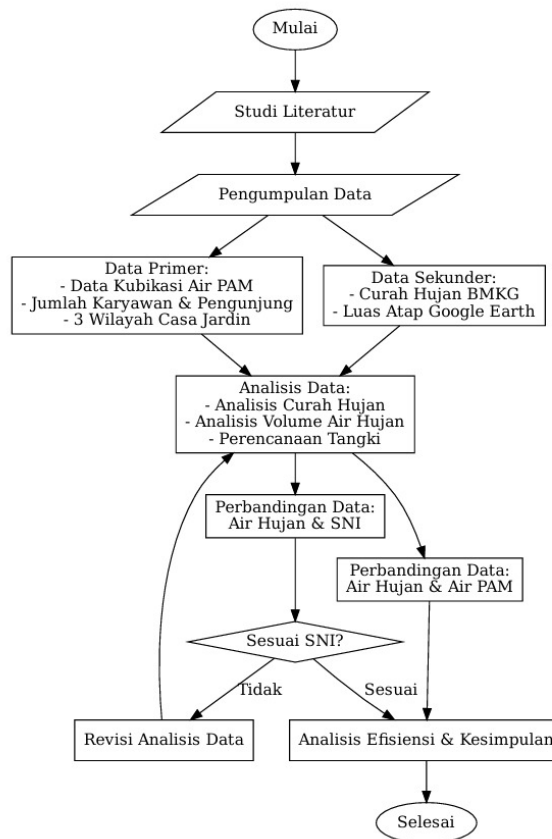 Mulai
Studi Literatur
Pengumpulan Data
Data Primer:
- Data Kubikasi Air PAM
- Jumlah Karyawan & Pengunjung
- 3 Wilayah Casa Jardin
Data Sekunder:
- Curah Hujan BMKG
- Luas Atap Google Earth
Analisis Data:
- Analisis Curah Hujan
- Analisis Volume Air Hujan
- Perencanaan Tangki
Perbandingan Data:
Air Hujan & SNI
Perbandingan Data:
Air Hujan & Air PAM
Sesuai SNI?
Tidak
Sesuai
Revisi Analisis Data
Analisis Efisiensi & Kesimpulan
Selesai